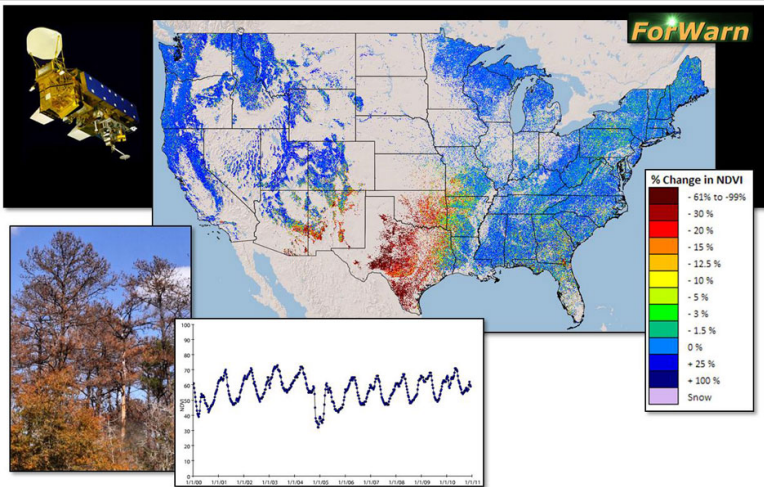 ForWarn
% Change in NDVI
- 61% to -99%
- 30 %
- 20 %
- 15 %
- 12.5 %
- 10 %
- 5 %
- 3 %
- 1.5 %
0 %
+ 25 %
+ 100 %
Snow
100
90
80
70
60
50
40
30
20
10
0
NDVI
1/1/00 1/1/01 1/1/02 1/1/03 1/1/04 1/1/05 1/1/06 1/1/07 1/1/08 1/1/09 1/1/10 1/1/11